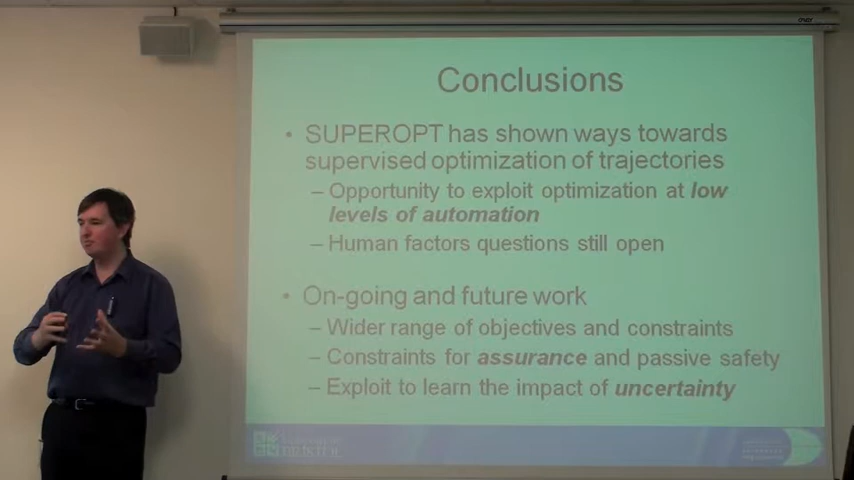 Conclusions
• SUPEROPT has shown ways towards
supervised optimization of trajectories
– Opportunity to exploit optimization at low
levels of automation
– Human factors questions still open
• On-going and future work
– Wider range of objectives and constraints
– Constraints for assurance and passive safety
– Exploit to learn the impact of uncertainty
BRISTOL